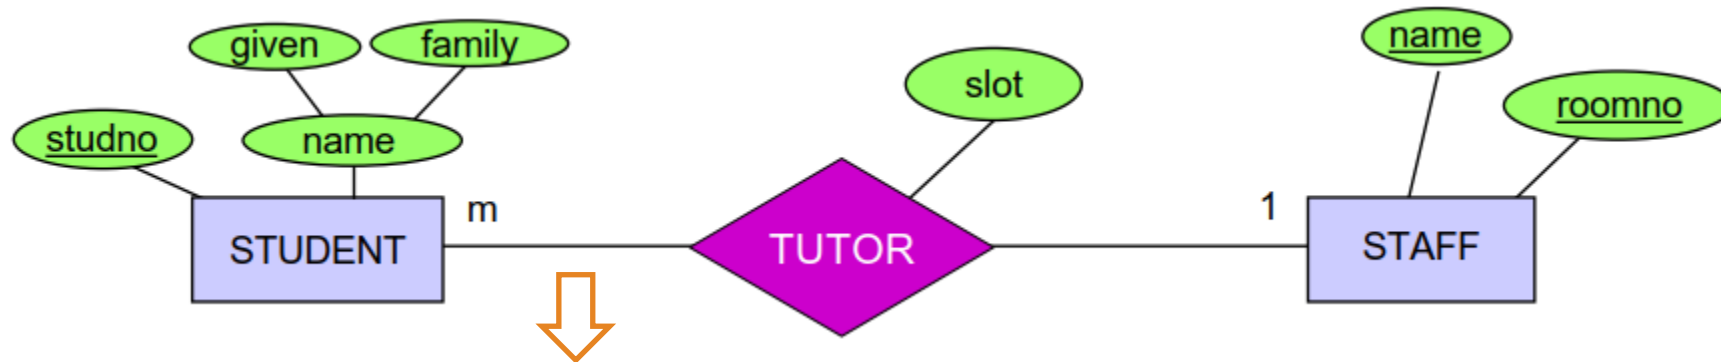 given family
name
slot
roomno
studno
name
m
1
STUDENT
TUTOR
STAFF